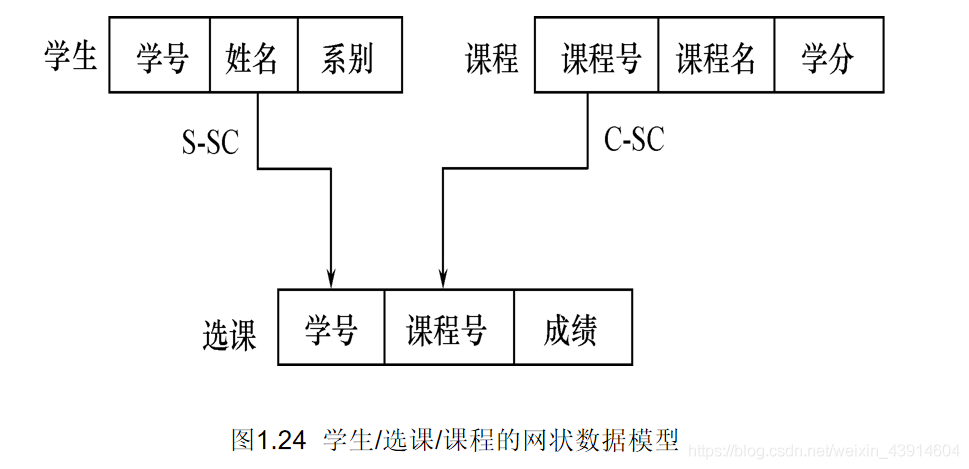 学生 学号 姓名 系别 课程 课程号 课程名 学分
S-SC C-SC
选课 学号 课程号 成绩
图1.24 学生/选课/课程的网状数据模型
https://blog.csdn.net/weixin_43914604